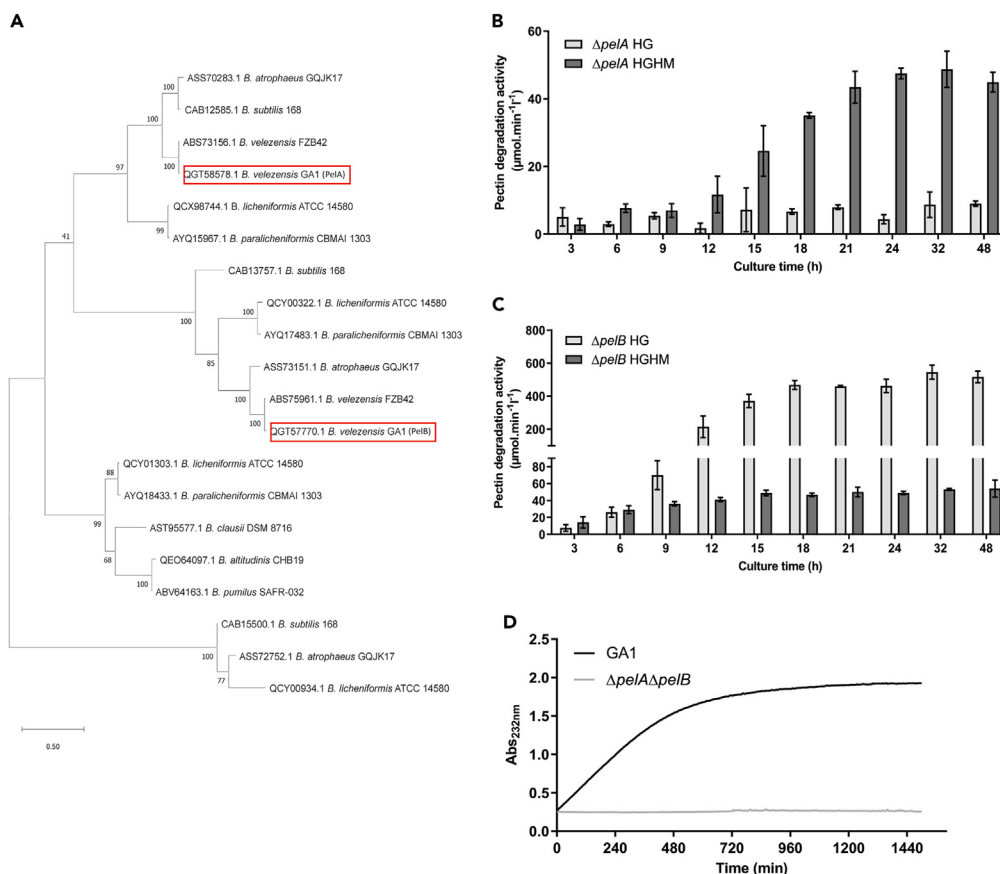 A
ASS70283.1 B. atrophaeus GQJK17
100
CAB12585.1 B. subtilis 168
100
ABS73156.1 B. velezensis FZB42
100
QGT58578.1 B. velezensis GA1 (PelA)
97
QCX98744.1 B. licheniformis ATCC 14580
99
AYQ15967.1 B. paralicheniformis CBMAI 1303
41
CAB13757.1 B. subtilis 168
QCY00322.1 B. licheniformis ATCC 14580
100
100
AYQ17483.1 B. paralicheniformis CBMAI 1303
85
ASS73151.1 B. atrophaeus GQJK17
ABS75961.1 B. velezensis FZB42
100
100
QGT57770.1 B. velezensis GA1 (PelB)
QCY01303.1 B. licheniformis ATCC 14580
88
AYQ18433.1 B. paralicheniformis CBMAI 1303
99
AST95577.1 B. clausii DSM 8716
68
QEO64097.1 B. altitudinis CHB19
100
ABV64163.1 B. pumilus SAFR-032
CAB15500.1 B. subtilis 168
100
ASS72752.1 B. atrophaeus GQJK17
77
QCY00934.1 B. licheniformis ATCC 14580
0.50
B
Pectin degradation activity
(µmol.min⁻¹l⁻¹)
60
40
20
0
ΔpelA HG
ΔpelA HGHM
3 6 9 12 15 18 21 24 32 48
Culture time (h)
C
Pectin degradation activity
(µmol.min⁻¹l⁻¹)
800
600
400
200
80
60
40
20
0
ΔpelB HG
ΔpelB HGHM
3 6 9 12 15 18 21 24 32 48
Culture time (h)
D
Abs232nm
2.5
2.0
1.5
1.0
0.5
0.0
GA1
ΔpelAΔpelB
0 240 480 720 960 1200 1440
Time (min)